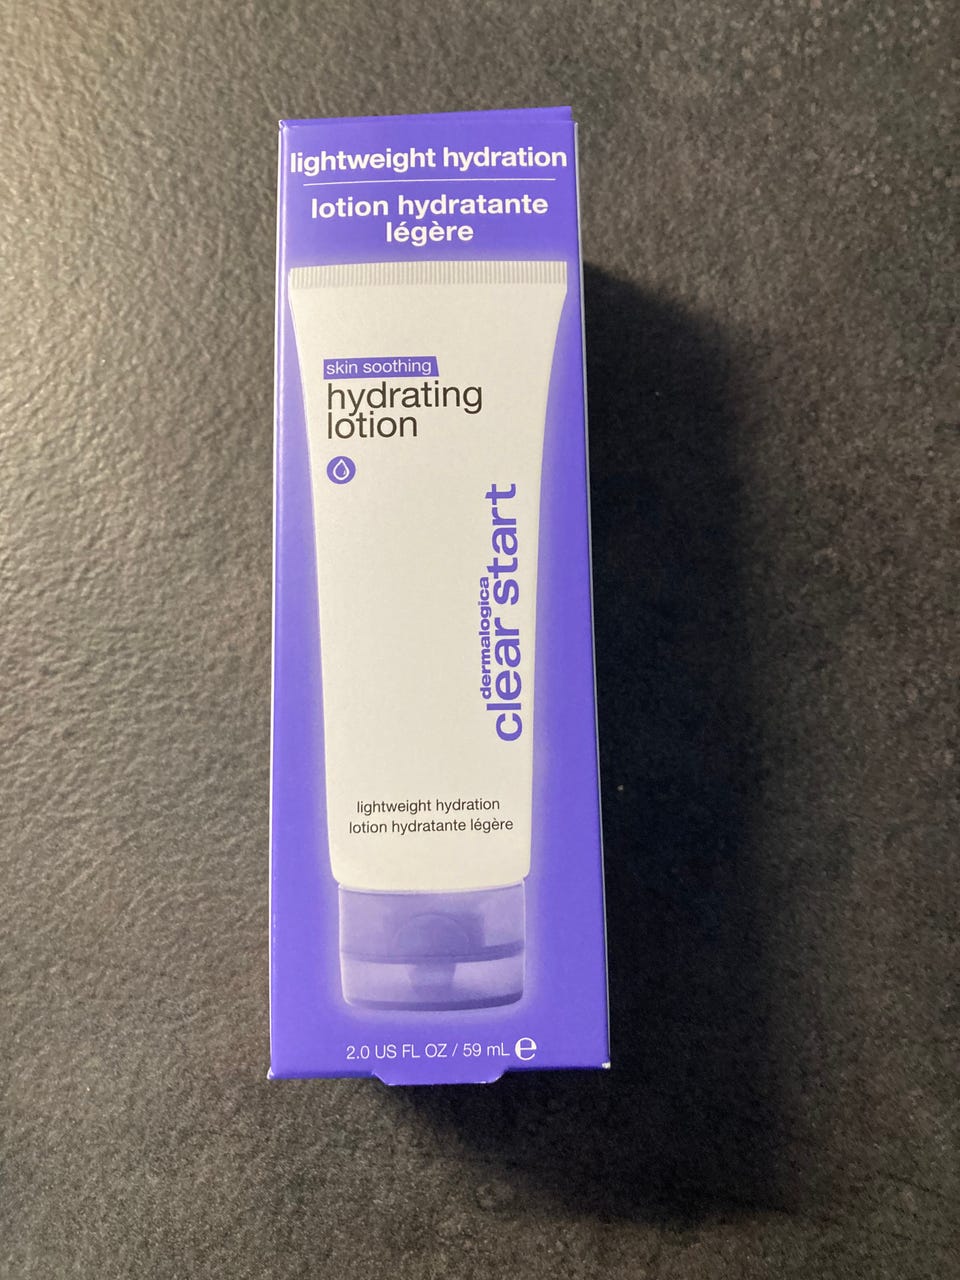 lightweight hydration
lotion hydratante
légère
skin soothing
hydrating
lotion
dermalogica
clear start
lightweight hydration
lotion hydratante légère
2.0 US FL OZ / 59 mL ℮